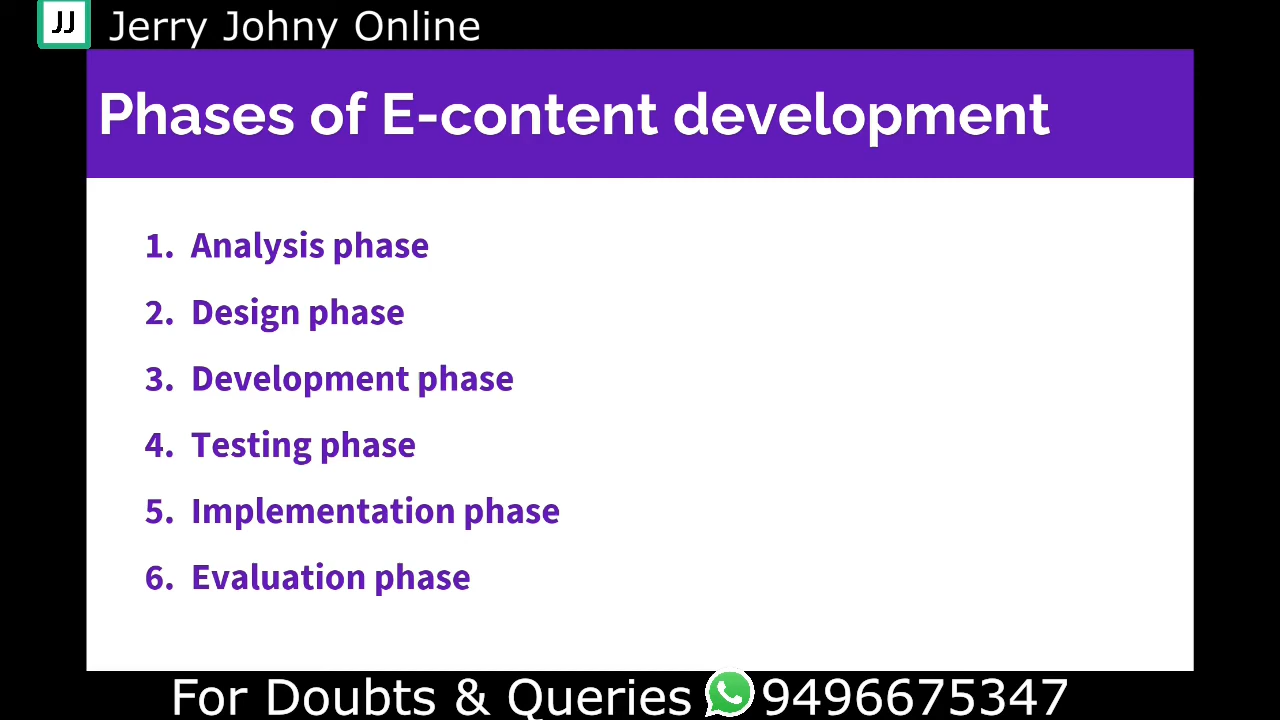 JJ Jerry Johny Online
Phases of E-content development
1. Analysis phase
2. Design phase
3. Development phase
4. Testing phase
5. Implementation phase
6. Evaluation phase
For Doubts & Queries 9496675347